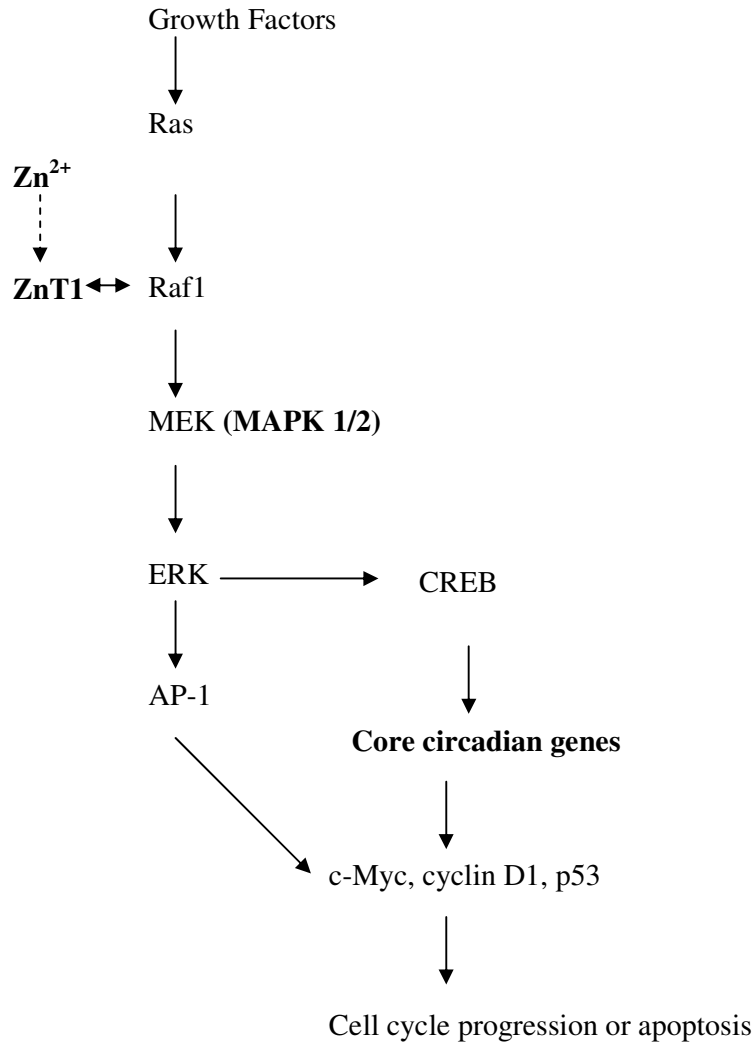 Growth Factors
Ras
Zn²⁺
ZnT1 Raf1
MEK (MAPK 1/2)
ERK CREB
AP-1
Core circadian genes
c-Myc, cyclin D1, p53
Cell cycle progression or apoptosis